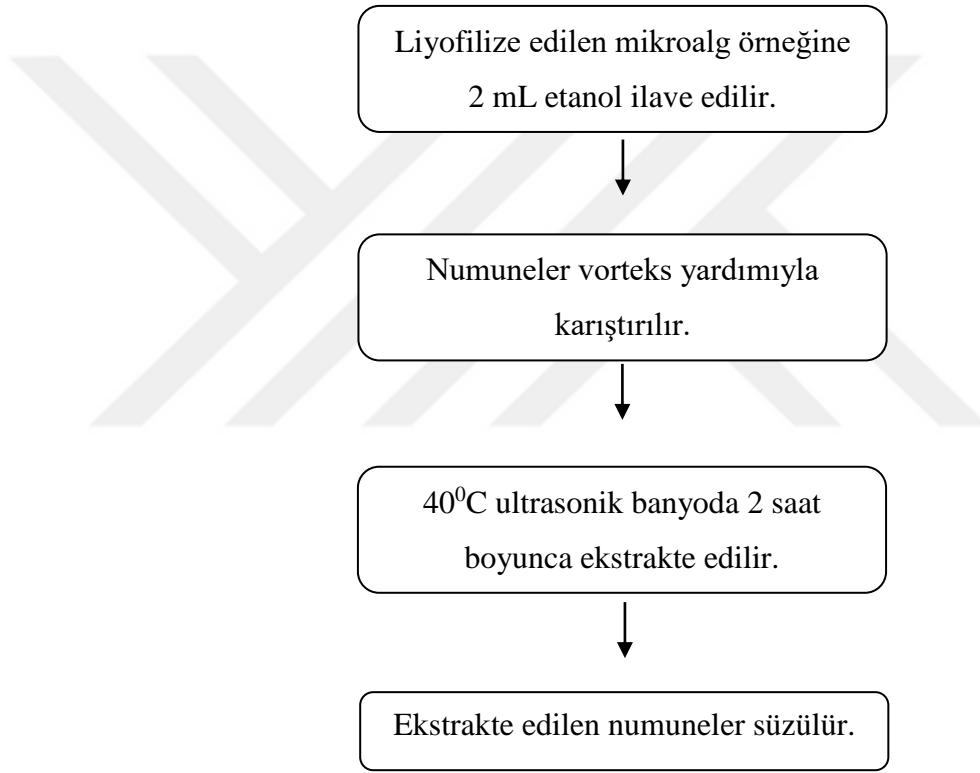 Liyofilize edilen mikroalg örneğine
2 mL etanol ilave edilir.
Numuneler vorteks yardımıyla
karıştırılır.
40⁰C ultrasonik banyoda 2 saat
boyunca ekstrakte edilir.
Ekstrakte edilen numuneler süzülür.